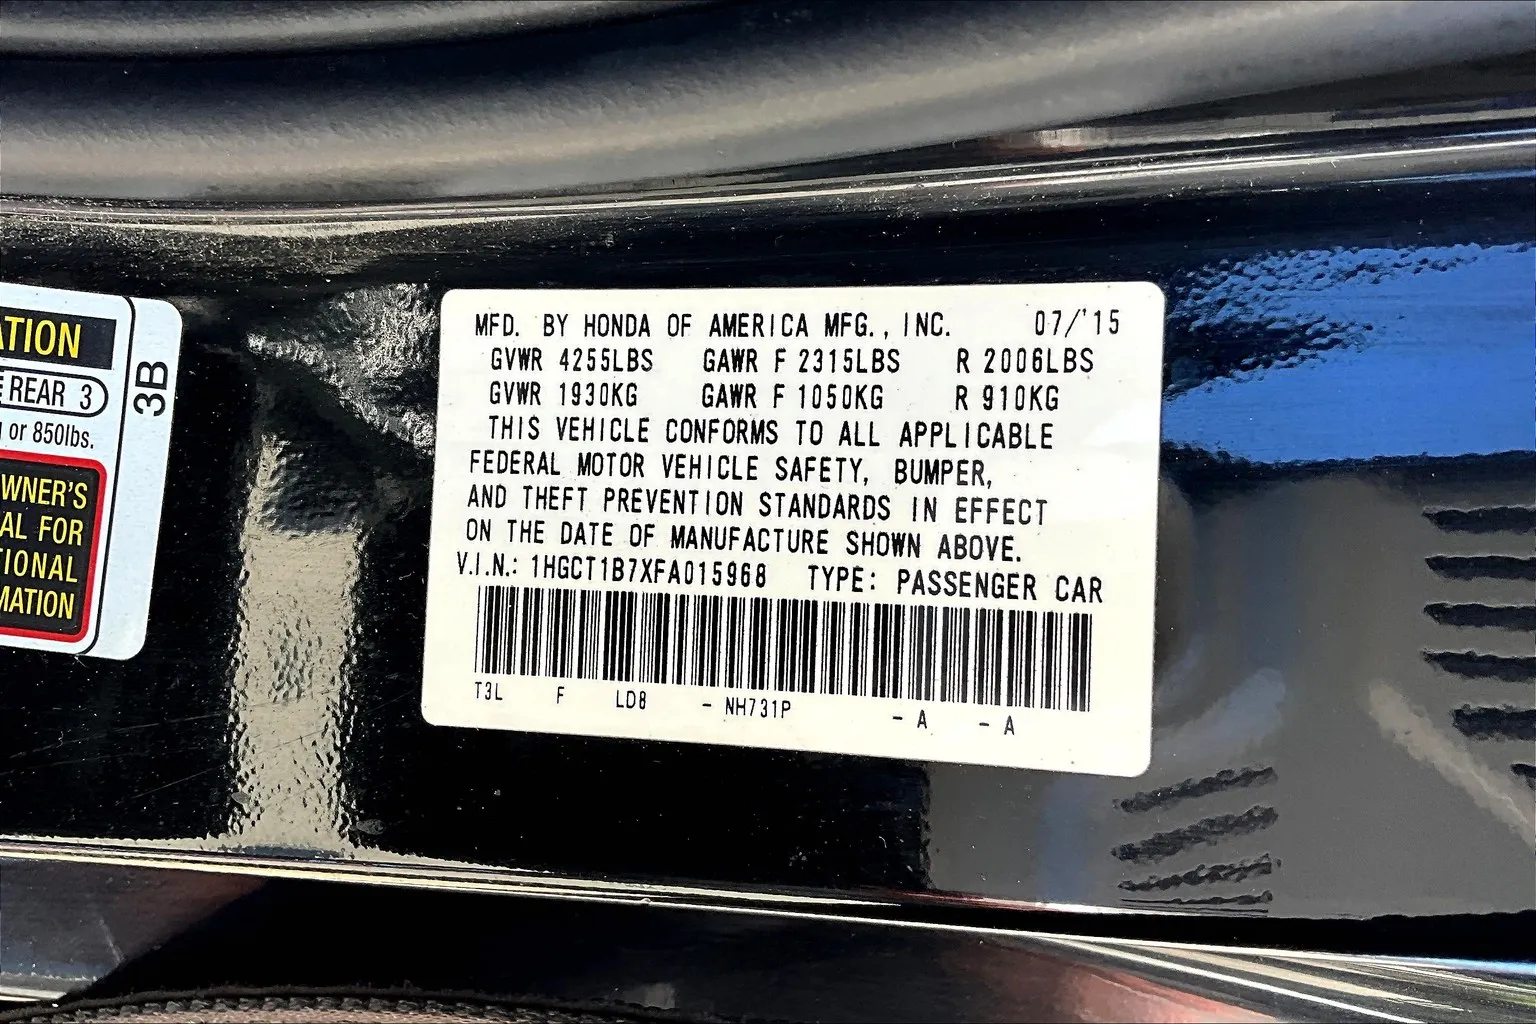 ATION
E REAR 3
or 850lbs.
WNER'S
AL FOR
TIONAL
MATION
3B
MFD. BY HONDA OF AMERICA MFG., INC. 07/'15
GVWR 4255LBS GAWR F 2315LBS R 2006LBS
GVWR 1930KG GAWR F 1050KG R 910KG
THIS VEHICLE CONFORMS TO ALL APPLICABLE
FEDERAL MOTOR VEHICLE SAFETY, BUMPER,
AND THEFT PREVENTION STANDARDS IN EFFECT
ON THE DATE OF MANUFACTURE SHOWN ABOVE.
V.I.N.: 1HGCT1B7XFA015968 TYPE: PASSENGER CAR
T3L F LD8 - NH731P - A - A